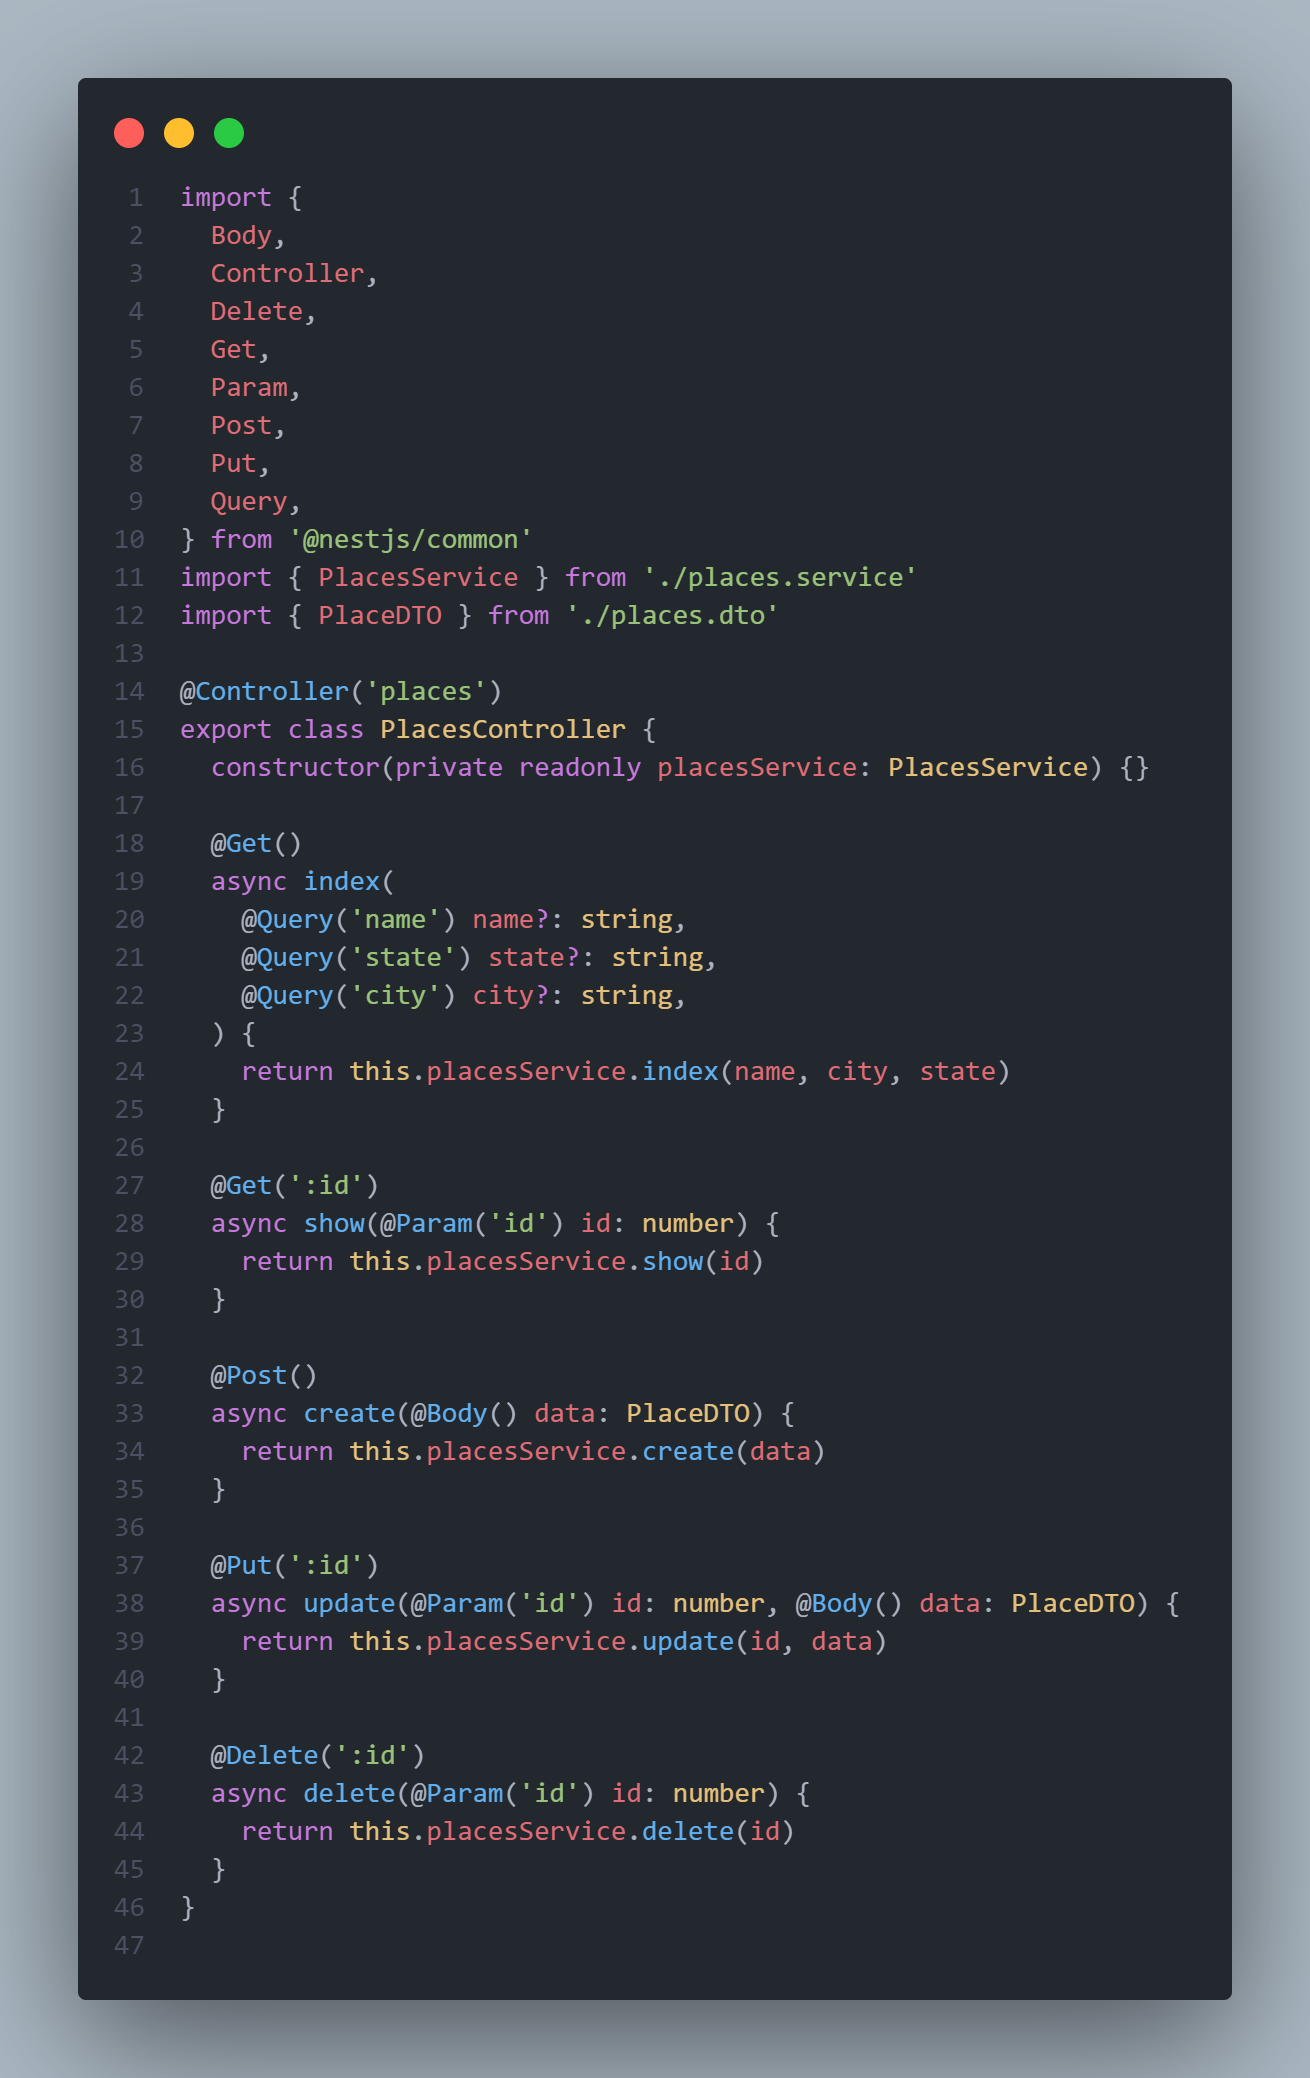 1 import {
2   Body,
3   Controller,
4   Delete,
5   Get,
6   Param,
7   Post,
8   Put,
9   Query,
10 } from '@nestjs/common'
11 import { PlacesService } from './places.service'
12 import { PlaceDTO } from './places.dto'
13
14 @Controller('places')
15 export class PlacesController {
16   constructor(private readonly placesService: PlacesService) {}
17
18   @Get()
19   async index(
20     @Query('name') name?: string,
21     @Query('state') state?: string,
22     @Query('city') city?: string,
23   ) {
24     return this.placesService.index(name, city, state)
25   }
26
27   @Get(':id')
28   async show(@Param('id') id: number) {
29     return this.placesService.show(id)
30   }
31
32   @Post()
33   async create(@Body() data: PlaceDTO) {
34     return this.placesService.create(data)
35   }
36
37   @Put(':id')
38   async update(@Param('id') id: number, @Body() data: PlaceDTO) {
39     return this.placesService.update(id, data)
40   }
41
42   @Delete(':id')
43   async delete(@Param('id') id: number) {
44     return this.placesService.delete(id)
45   }
46 }
47